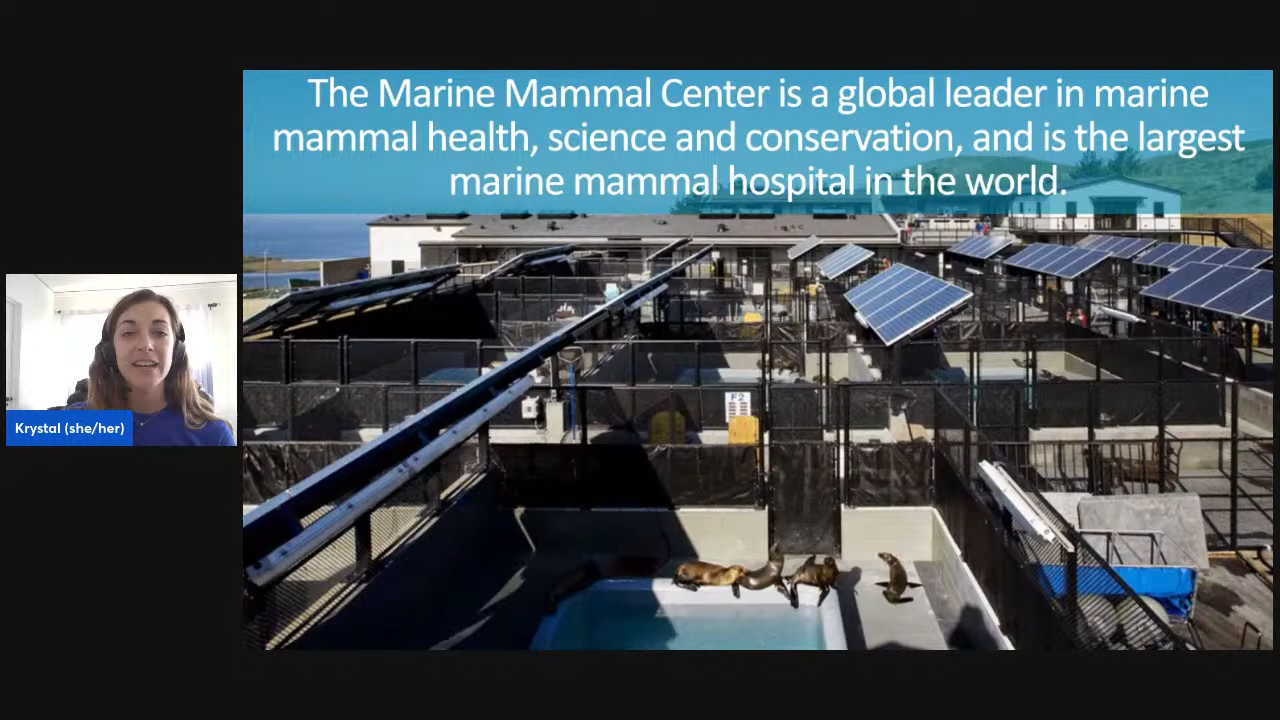 The Marine Mammal Center is a global leader in marine
mammal health, science and conservation, and is the largest
marine mammal hospital in the world.
F2
Krystal (she/her)